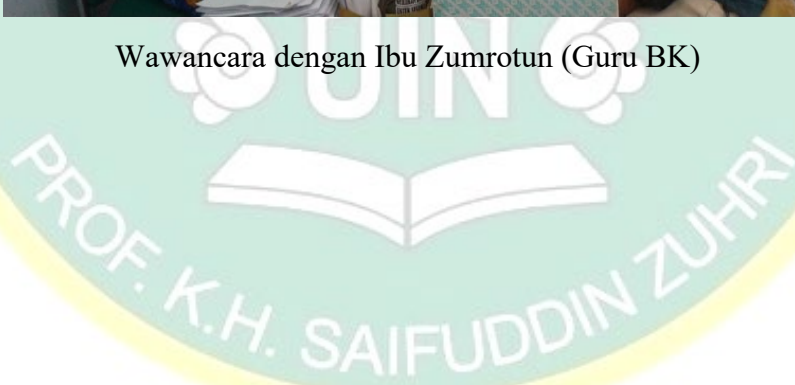 Wawancara dengan Ibu Zumrotun (Guru BK)
UIN
PROF. K.H. SAIFUDDIN ZUHRI